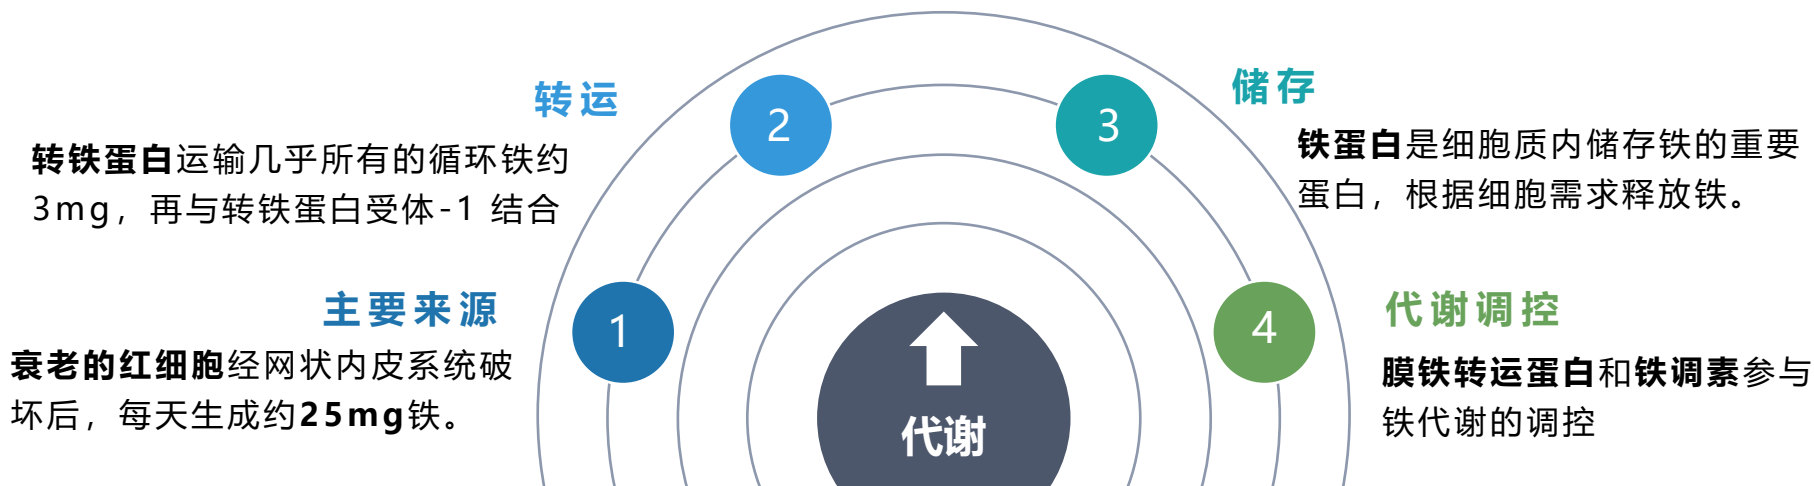 主要来源
1
衰老的红细胞经网状内皮系统破
坏后，每天生成约25mg铁。
转运
2
转铁蛋白运输几乎所有的循环铁约
3mg，再与转铁蛋白受体-1 结合
储存
3
铁蛋白是细胞质内储存铁的重要
蛋白，根据细胞需求释放铁。
代谢调控
4
膜铁转运蛋白和铁调素参与
铁代谢的调控
代谢